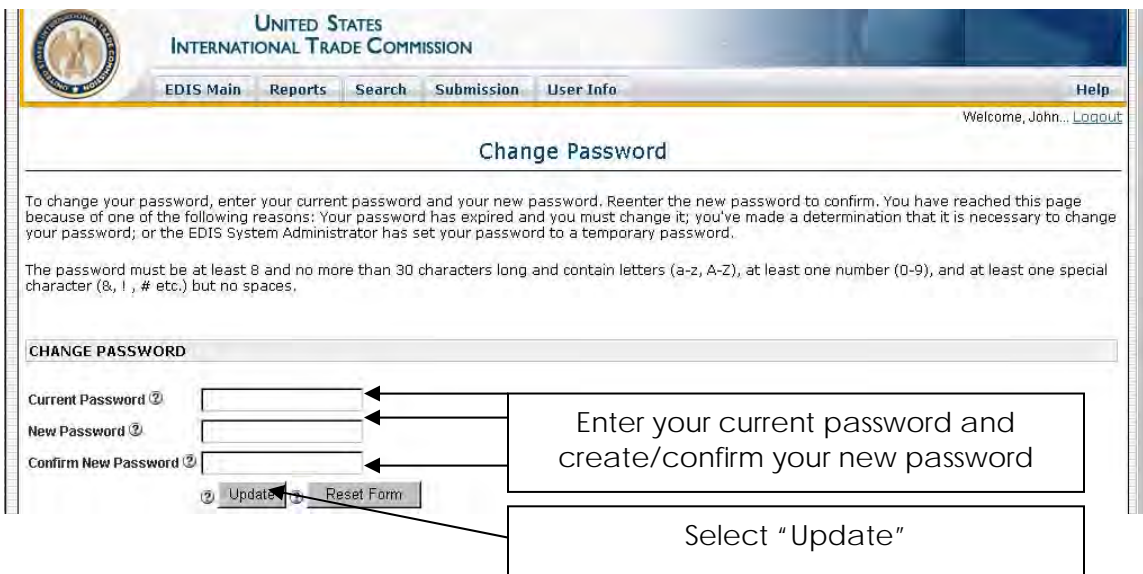 UNITED STATES
INTERNATIONAL TRADE COMMISSION
EDIS Main Reports Search Submission User Info Help
Welcome, John... Logout
Change Password
To change your password, enter your current password and your new password. Reenter the new password to confirm. You have reached this page
because of one of the following reasons: Your password has expired and you must change it; you've made a determination that it is necessary to change
your password; or the EDIS System Administrator has set your password to a temporary password.
The password must be at least 8 and no more than 30 characters long and contain letters (a-z, A-Z), at least one number (0-9), and at least one special
character (&, ! , # etc.) but no spaces.
CHANGE PASSWORD
Current Password ?
New Password ?
Confirm New Password ?
? Update ? Reset Form
Enter your current password and
create/confirm your new password
Select “Update”